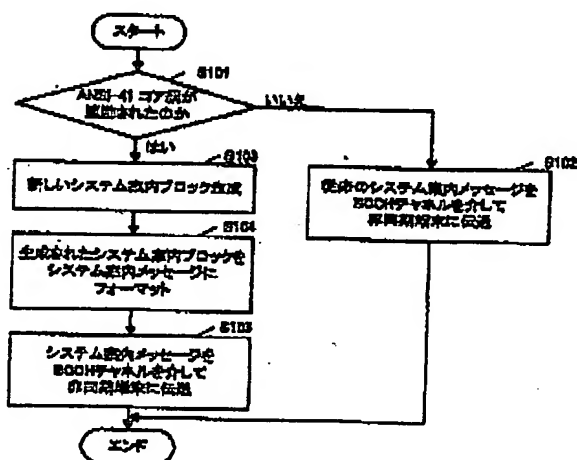 スタート
S101
ANSI-41 コア網が
連動されたのか
いいえ
はい
S103
新しいシステム案内ブロック作成
S102
従来のシステム案内メッセージを
BCCHチャネルを介して
非同期端末に伝送
S104
生成されたシステム案内ブロックを
システム案内メッセージに
フォーマット
S105
システム案内メッセージを
BCCHチャネルを介して
非同期端末に伝送
エンド